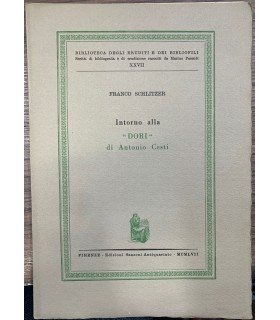 BIBLIOTECA DEGLI ERUDITI E DEI BIBLIOFILI
Scritti di bibliografia e di erudizione raccolti da Marino Parenti
XXVII
FRANCO SCHLITZER
Intorno alla
"DORI"
di Antonio Cesti
FIRENZE - Edizioni Sansoni Antiquariato - MCMLVII